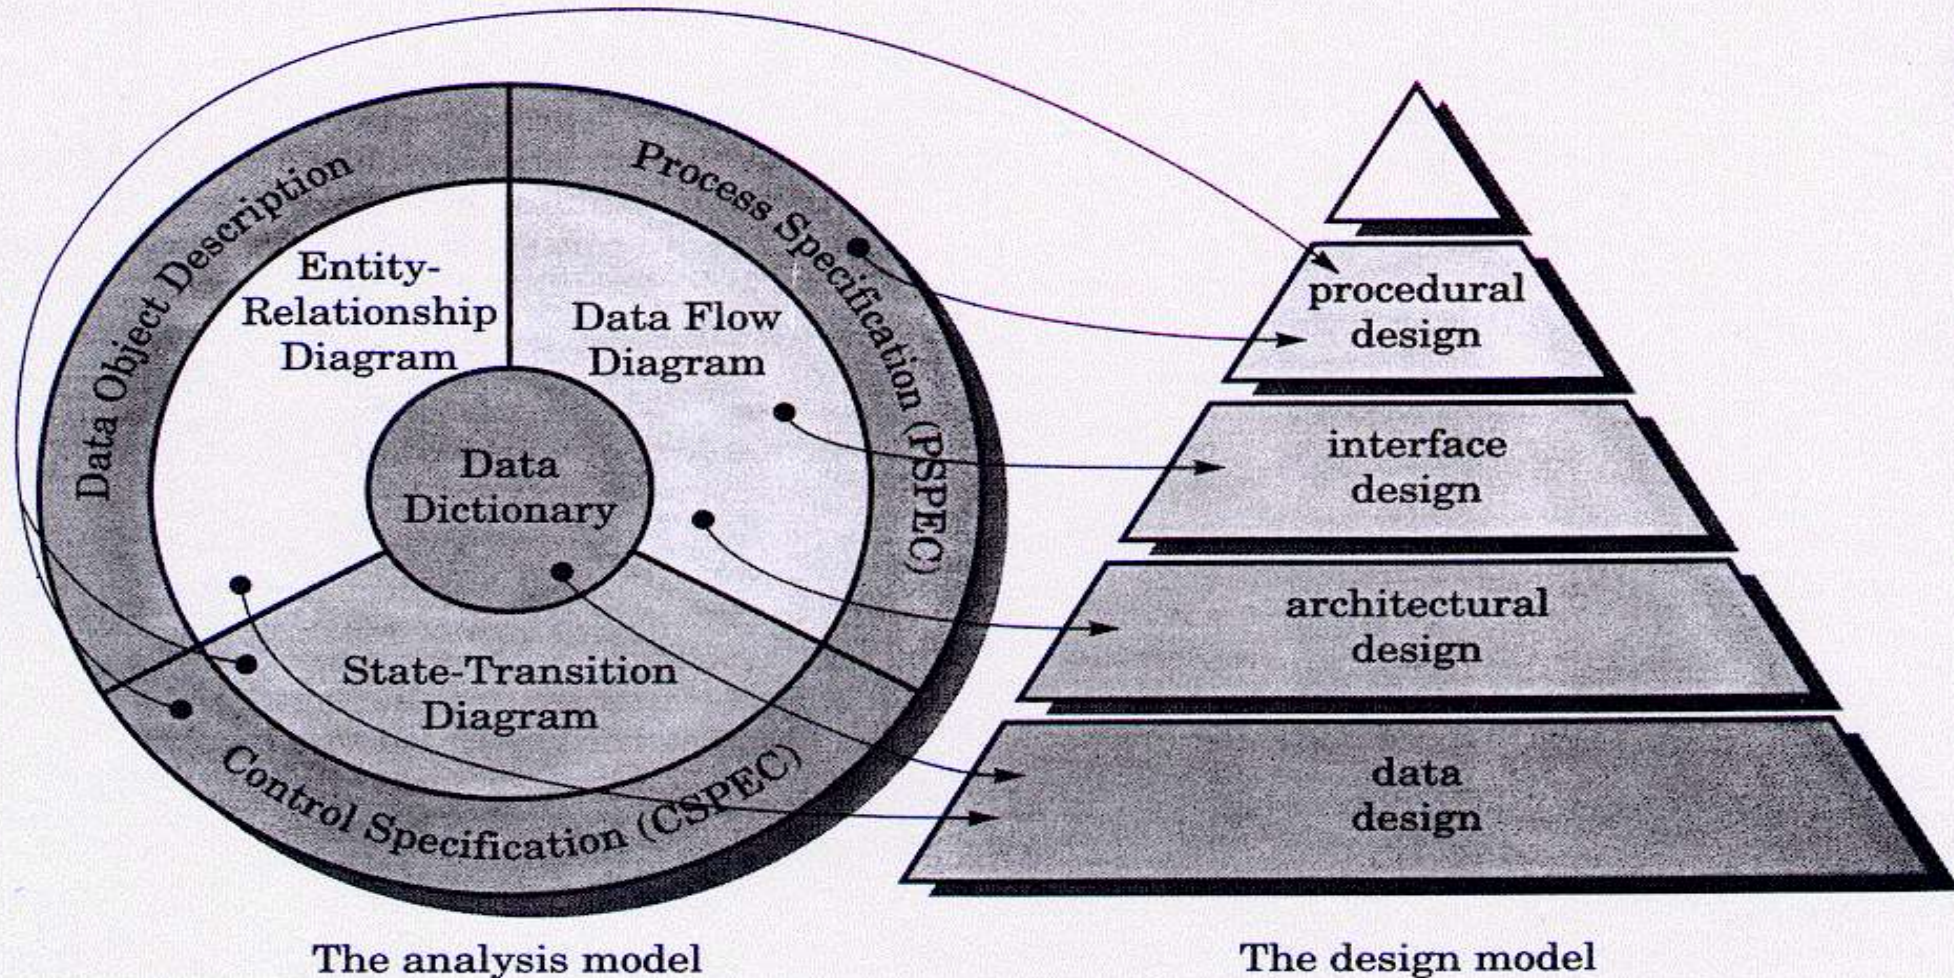 Data Object Description
Process Specification (PSPEC)
Entity-
Relationship
Diagram
Data Flow
Diagram
Data
Dictionary
State-Transition
Diagram
Control Specification (CSPEC)
The analysis model
procedural
design
interface
design
architectural
design
data
design
The design model